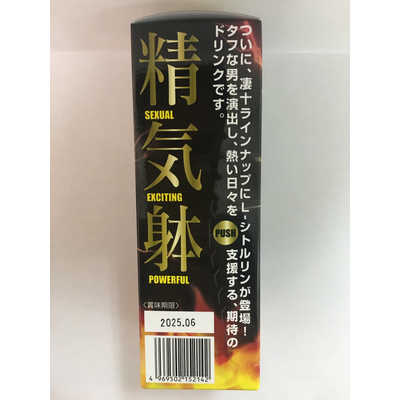 ついに、凄十ラインナップにL-シトルリンが登場！
タフな男を演出し、熱い日々を PUSH 支援する、期待の
ドリンクです。
精
SEXUAL
気
EXCITING
躰
POWERFUL
〈賞味期限〉
2025.06
4 969502 152142